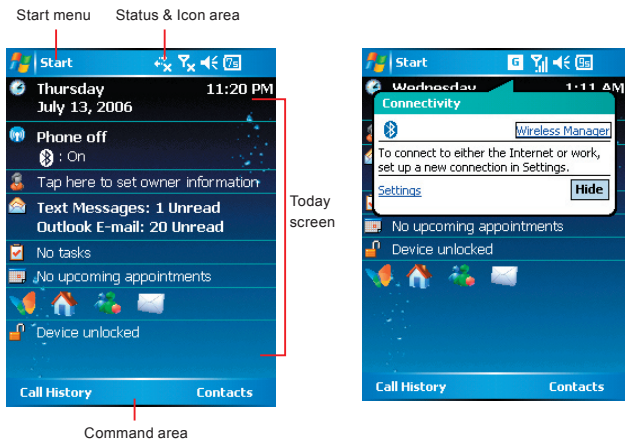 Start menu
Status & Icon area
Start
Thursday
11:20 PM
July 13, 2006
Phone off
: On
Tap here to set owner information
Text Messages: 1 Unread
Outlook E-mail: 20 Unread
No tasks
No upcoming appointments
Device unlocked
Call History
Contacts
Today
screen
Command area
Start
G
Wednesday
1:11 AM
Connectivity
Wireless Manager
To connect to either the Internet or work,
set up a new connection in Settings.
Settings
Hide
No upcoming appointments
Device unlocked
Call History
Contacts